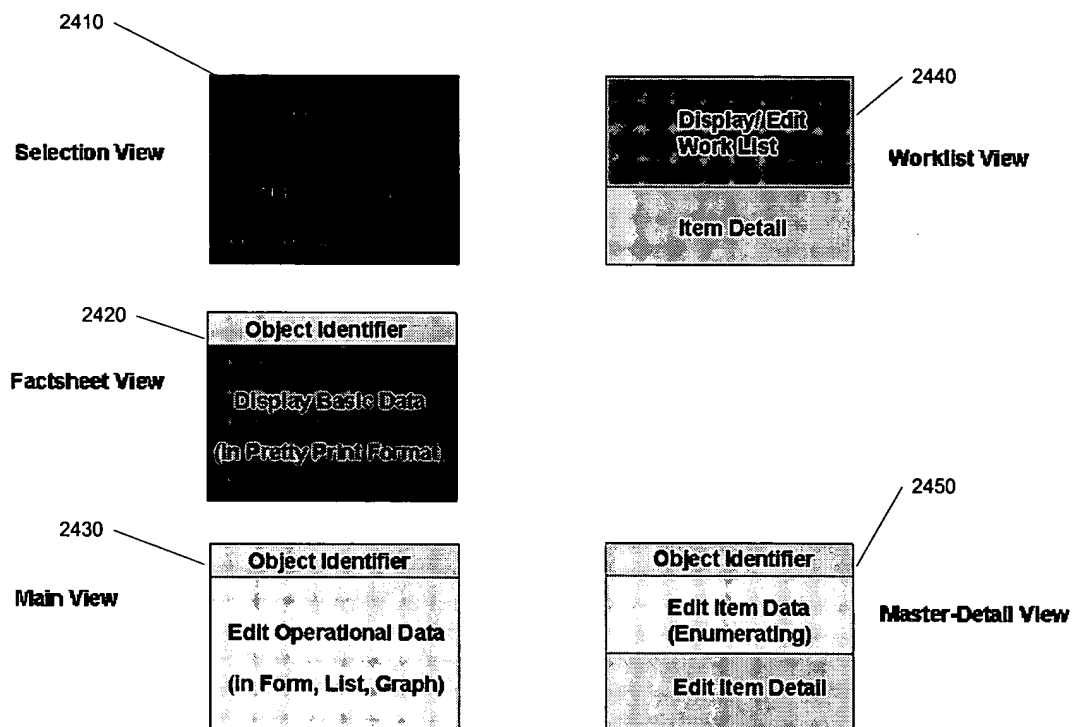 2410
Selection View
2440
Display/ Edit
Work List
Item Detail
Worklist View
2420
Object Identifier
Factsheet View
Display Basic Data
(in Pretty Print Format
2430
Object Identifier
Main View
Edit Operational Data
(in Form, List, Graph)
2450
Object Identifier
Edit Item Data
(Enumerating)
Edit Item Detail
Master-Detail View